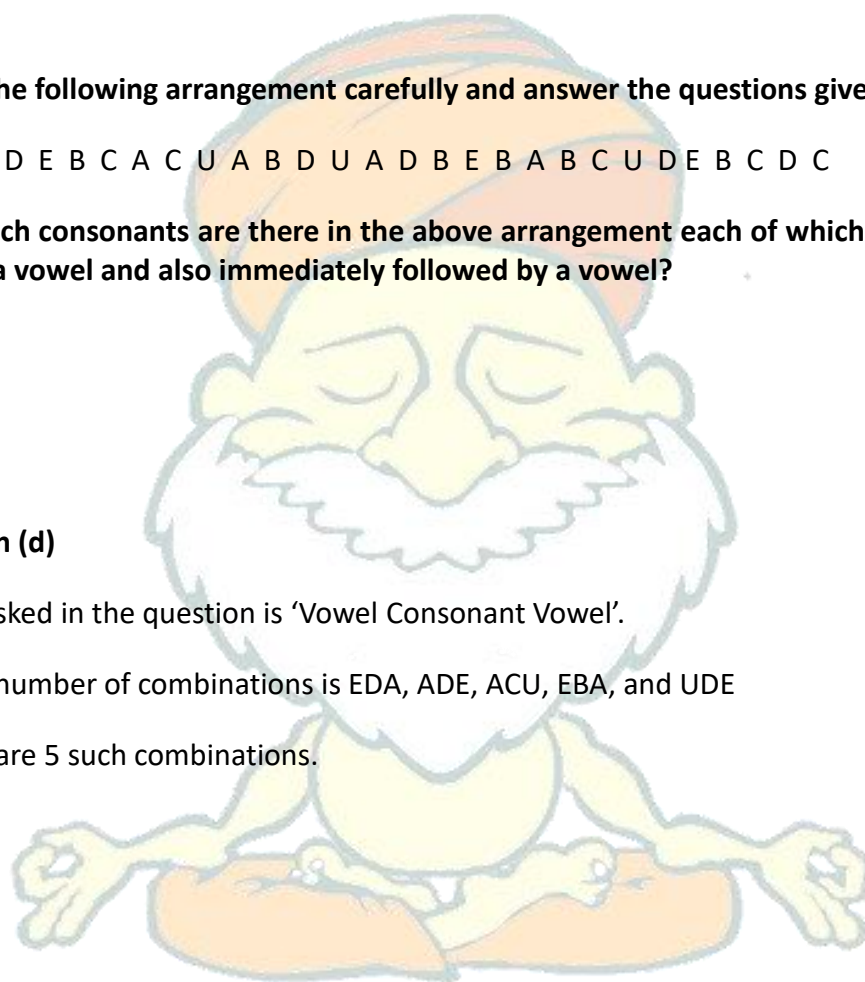 he following arrangement carefully and answer the questions give
D E B C A C U A B D U A D B E B A B C U D E B C D C
ch consonants are there in the above arrangement each of which
a vowel and also immediately followed by a vowel?
n (d)
sked in the question is ‘Vowel Consonant Vowel’.
number of combinations is EDA, ADE, ACU, EBA, and UDE
are 5 such combinations.